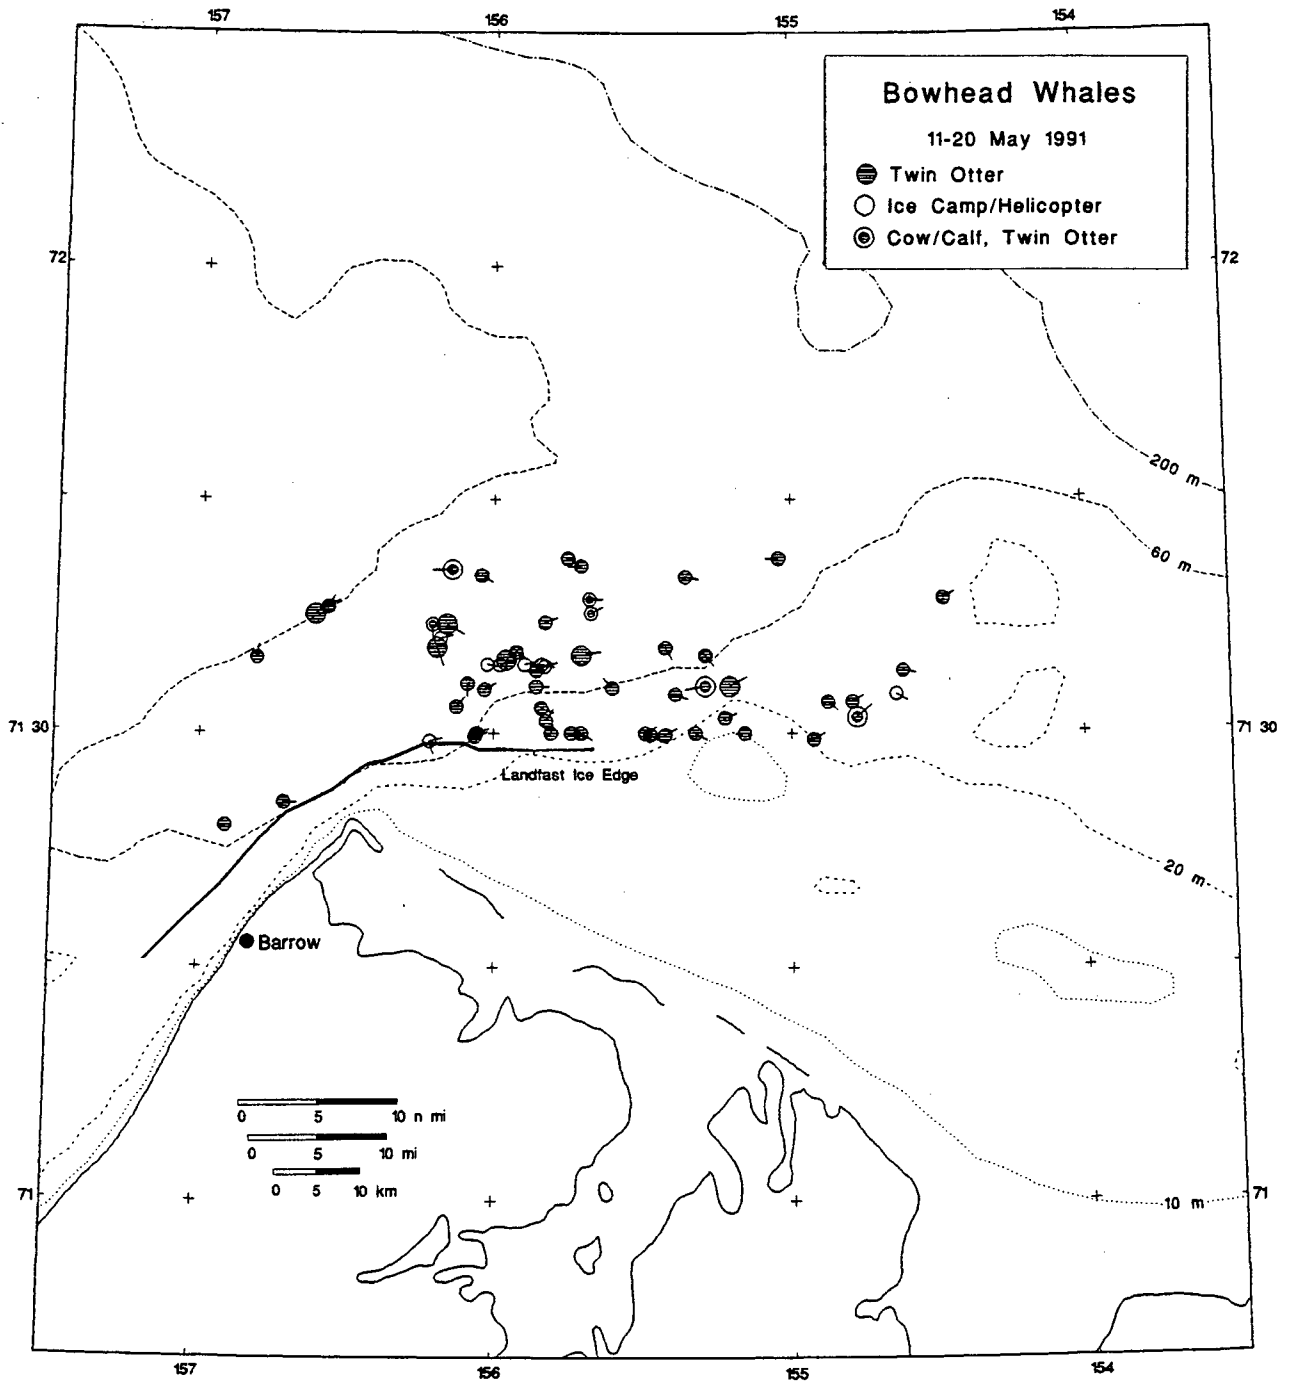 157 156 155 154
Bowhead Whales
11-20 May 1991
Twin Otter
Ice Camp/Helicopter
Cow/Calf, Twin Otter
72 72
200 m
60 m
71 30 71 30
Landfast Ice Edge
20 m
Barrow
0 5 10 n mi
0 5 10 mi
0 5 10 km
71 71
10 m
157 156 155 154